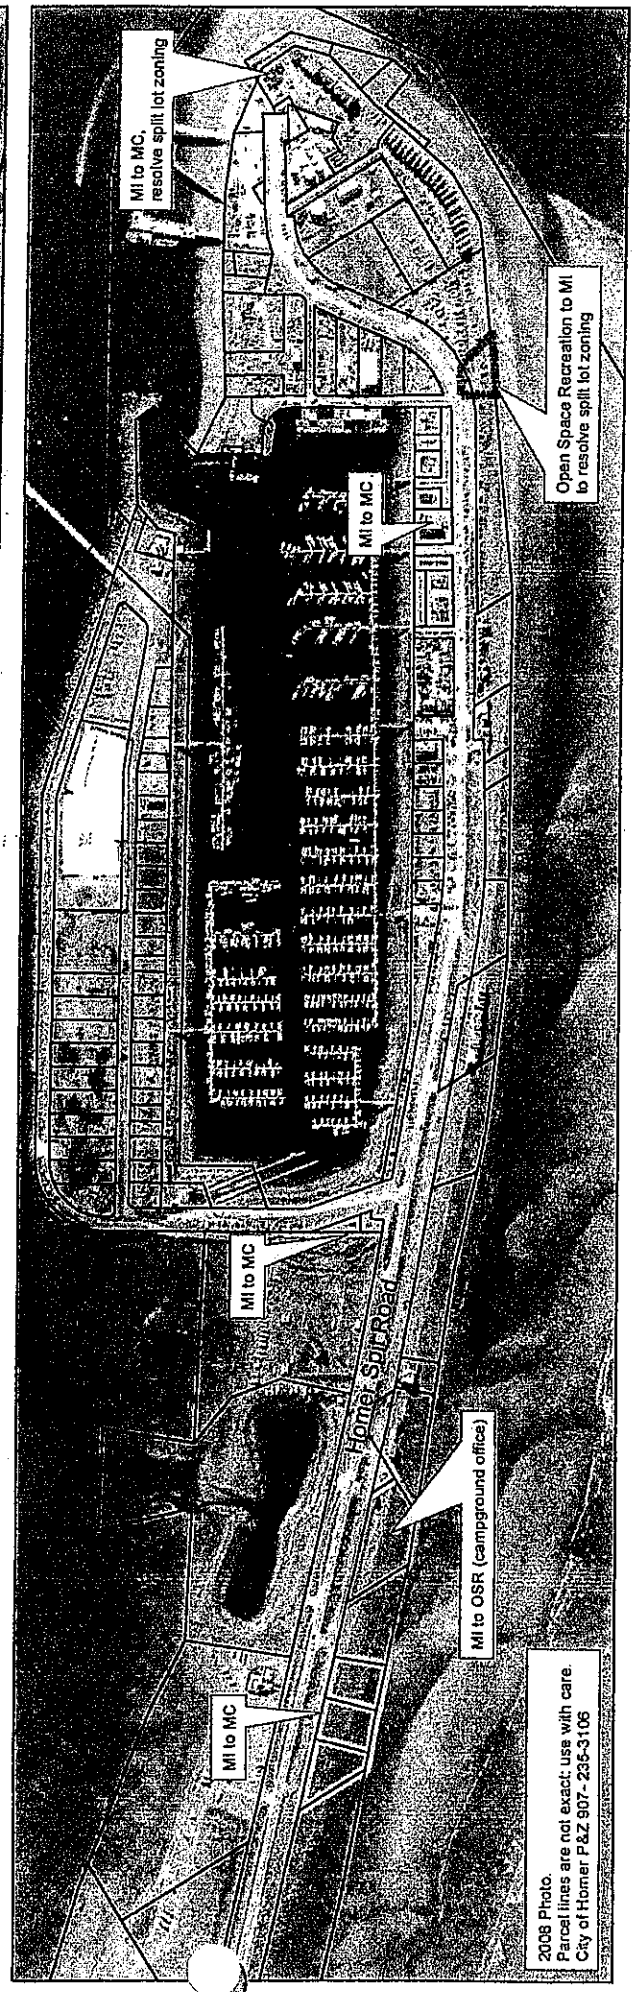 MI to MC,
resolve split lot zoning
Open Space Recreation to MI
to resolve split lot zoning
MI to MC
MI to MC
Homer Spit Road
MI to OSR (campground office)
MI to MC
2008 Photo.
Parcel lines are not exact: use with care.
City of Homer P&Z 907- 235-3106